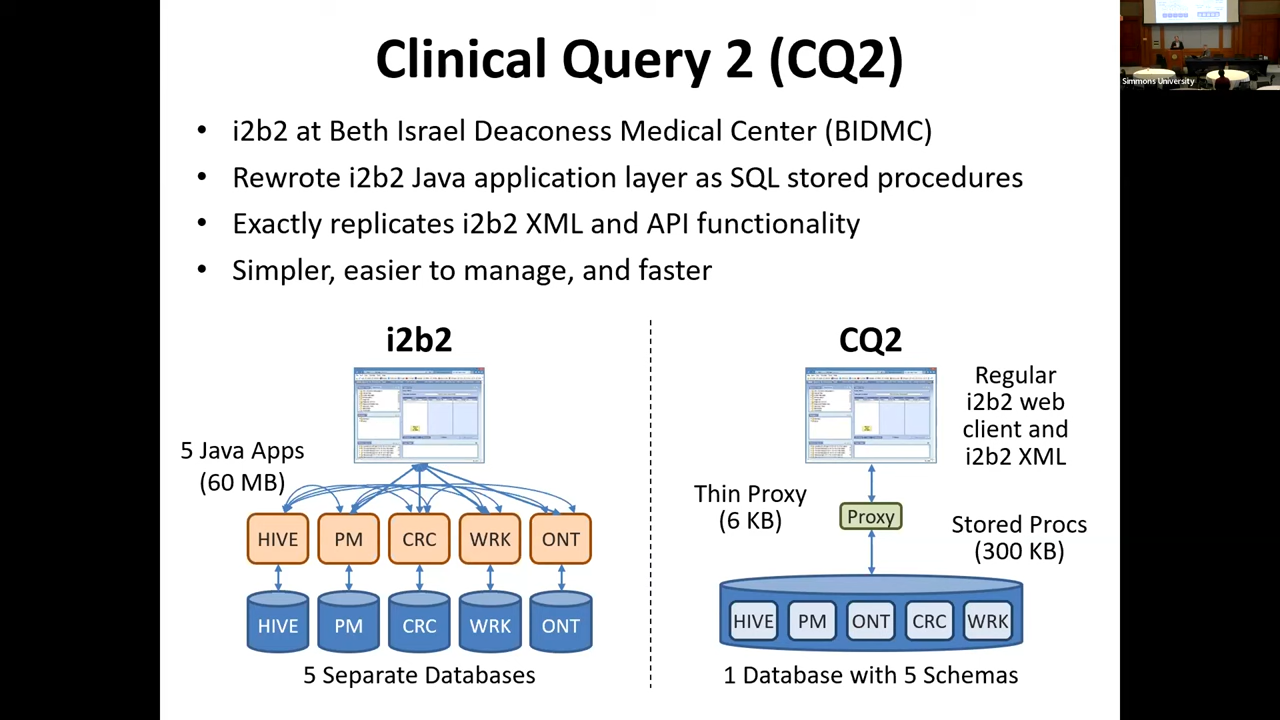 Clinical Query 2 (CQ2)
Simmons University
• i2b2 at Beth Israel Deaconess Medical Center (BIDMC)
• Rewrote i2b2 Java application layer as SQL stored procedures
• Exactly replicates i2b2 XML and API functionality
• Simpler, easier to manage, and faster
i2b2
5 Java Apps
(60 MB)
HIVE PM CRC WRK ONT
HIVE PM CRC WRK ONT
5 Separate Databases
CQ2
Regular
i2b2 web
client and
i2b2 XML
Thin Proxy
(6 KB)
Proxy
Stored Procs
(300 KB)
HIVE PM ONT CRC WRK
1 Database with 5 Schemas